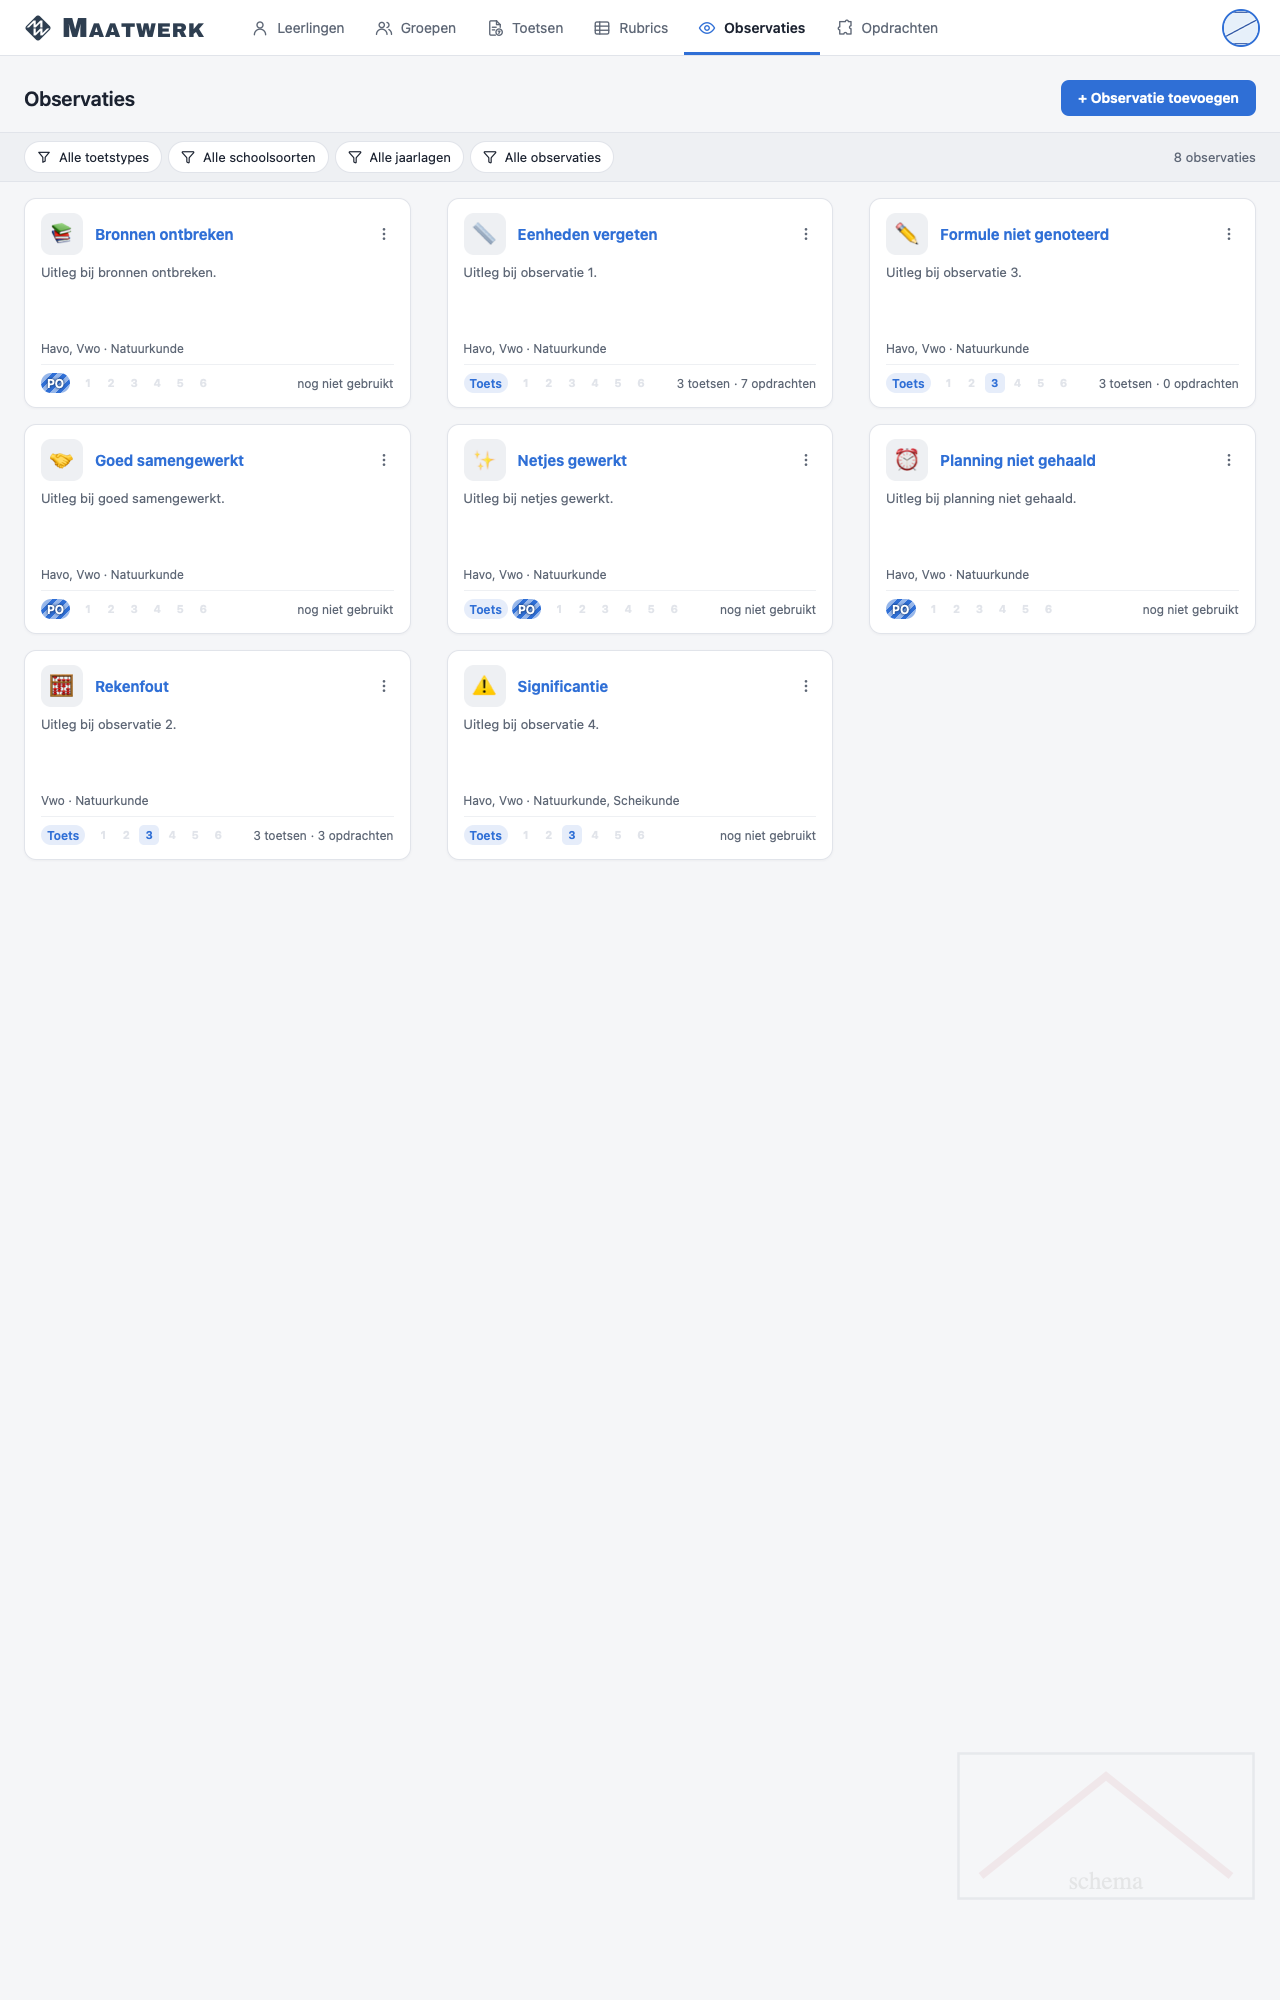 MAATWERK
Leerlingen
Groepen
Toetsen
Rubrics
Observaties
Opdrachten
Observaties
+ Observatie toevoegen
Alle toetstypes
Alle schoolsoorten
Alle jaarlagen
Alle observaties
8 observaties
Bronnen ontbreken
Uitleg bij bronnen ontbreken.
Havo, Vwo · Natuurkunde
PO 1 2 3 4 5 6 nog niet gebruikt
Eenheden vergeten
Uitleg bij observatie 1.
Havo, Vwo · Natuurkunde
Toets 1 2 3 4 5 6 3 toetsen · 7 opdrachten
Formule niet genoteerd
Uitleg bij observatie 3.
Havo, Vwo · Natuurkunde
Toets 1 2 3 4 5 6 3 toetsen · 0 opdrachten
Goed samengewerkt
Uitleg bij goed samengewerkt.
Havo, Vwo · Natuurkunde
PO 1 2 3 4 5 6 nog niet gebruikt
Netjes gewerkt
Uitleg bij netjes gewerkt.
Havo, Vwo · Natuurkunde
Toets PO 1 2 3 4 5 6 nog niet gebruikt
Planning niet gehaald
Uitleg bij planning niet gehaald.
Havo, Vwo · Natuurkunde
PO 1 2 3 4 5 6 nog niet gebruikt
Rekenfout
Uitleg bij observatie 2.
Vwo · Natuurkunde
Toets 1 2 3 4 5 6 3 toetsen · 3 opdrachten
Significantie
Uitleg bij observatie 4.
Havo, Vwo · Natuurkunde, Scheikunde
Toets 1 2 3 4 5 6 nog niet gebruikt
schema